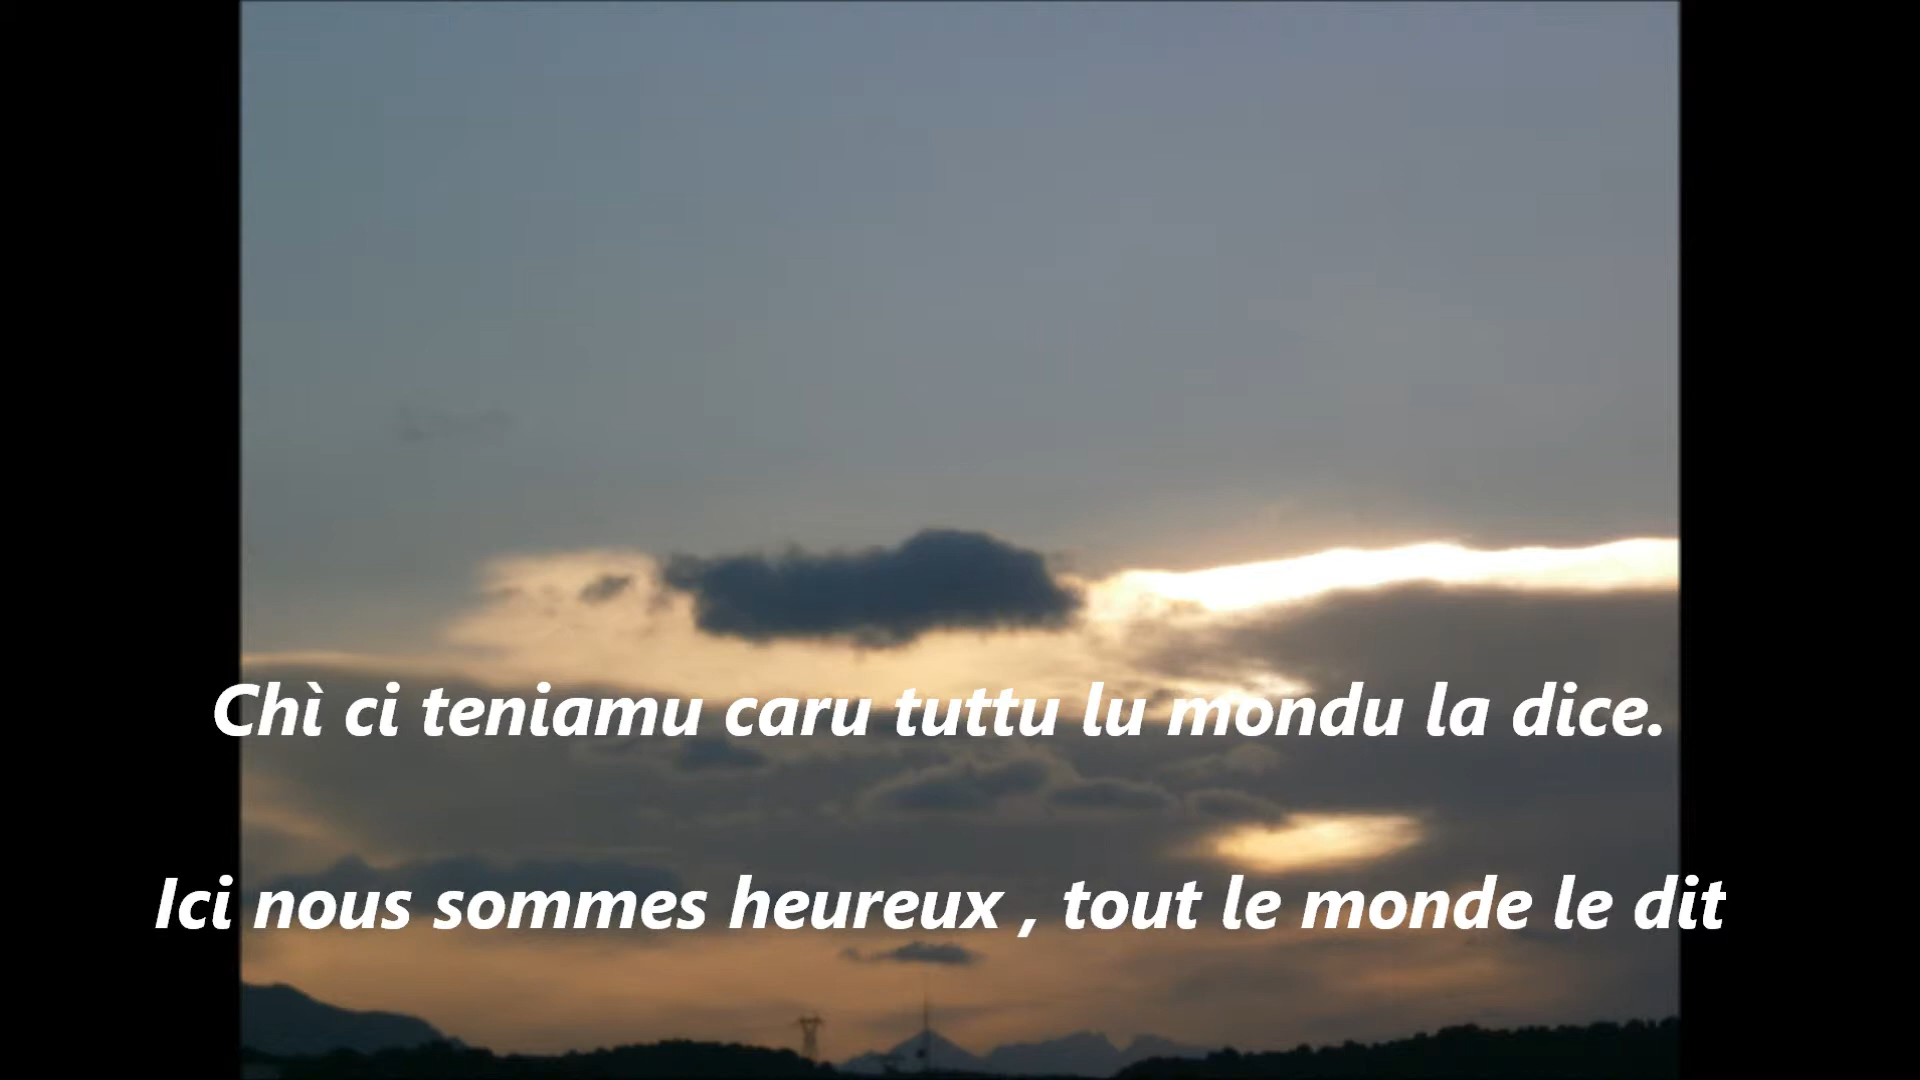 Chì ci teniamu caru tuttu lu mondu la dice.
Ici nous sommes heureux , tout le monde le dit